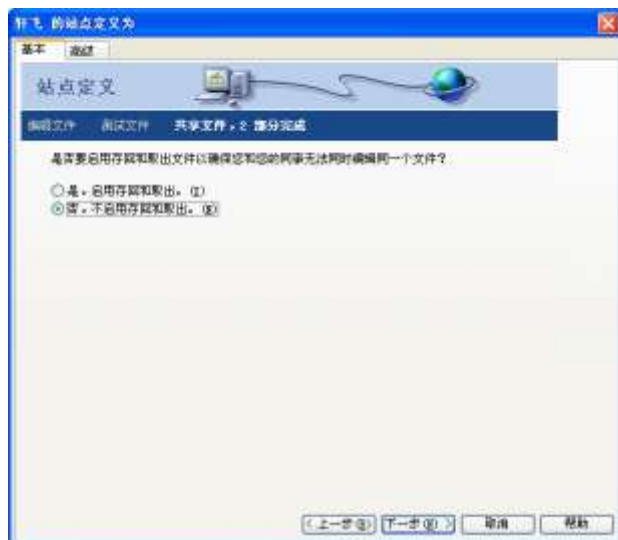 轩飞 的站点定义为
基本 高级
站点定义
编辑文件 测试文件 共享文件，2 部分完成
是否要启用存回和取出文件以确保您和您的同事无法同时编辑同一个文件？
是，启用存回和取出。(I)
否，不启用存回和取出。(E)
<上一步(B) 下一步(N)> 取消 帮助